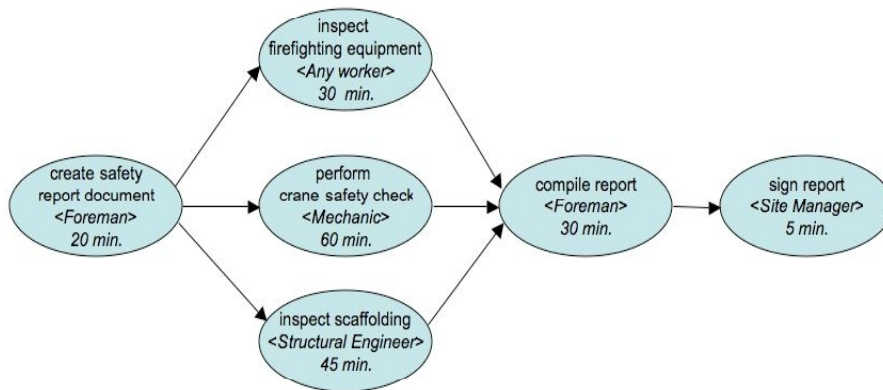 inspect
firefighting equipment
<Any worker>
30 min.
create safety
report document
<Foreman>
20 min.
perform
crane safety check
<Mechanic>
60 min.
compile report
<Foreman>
30 min.
sign report
<Site Manager>
5 min.
inspect scaffolding
<Structural Engineer>
45 min.